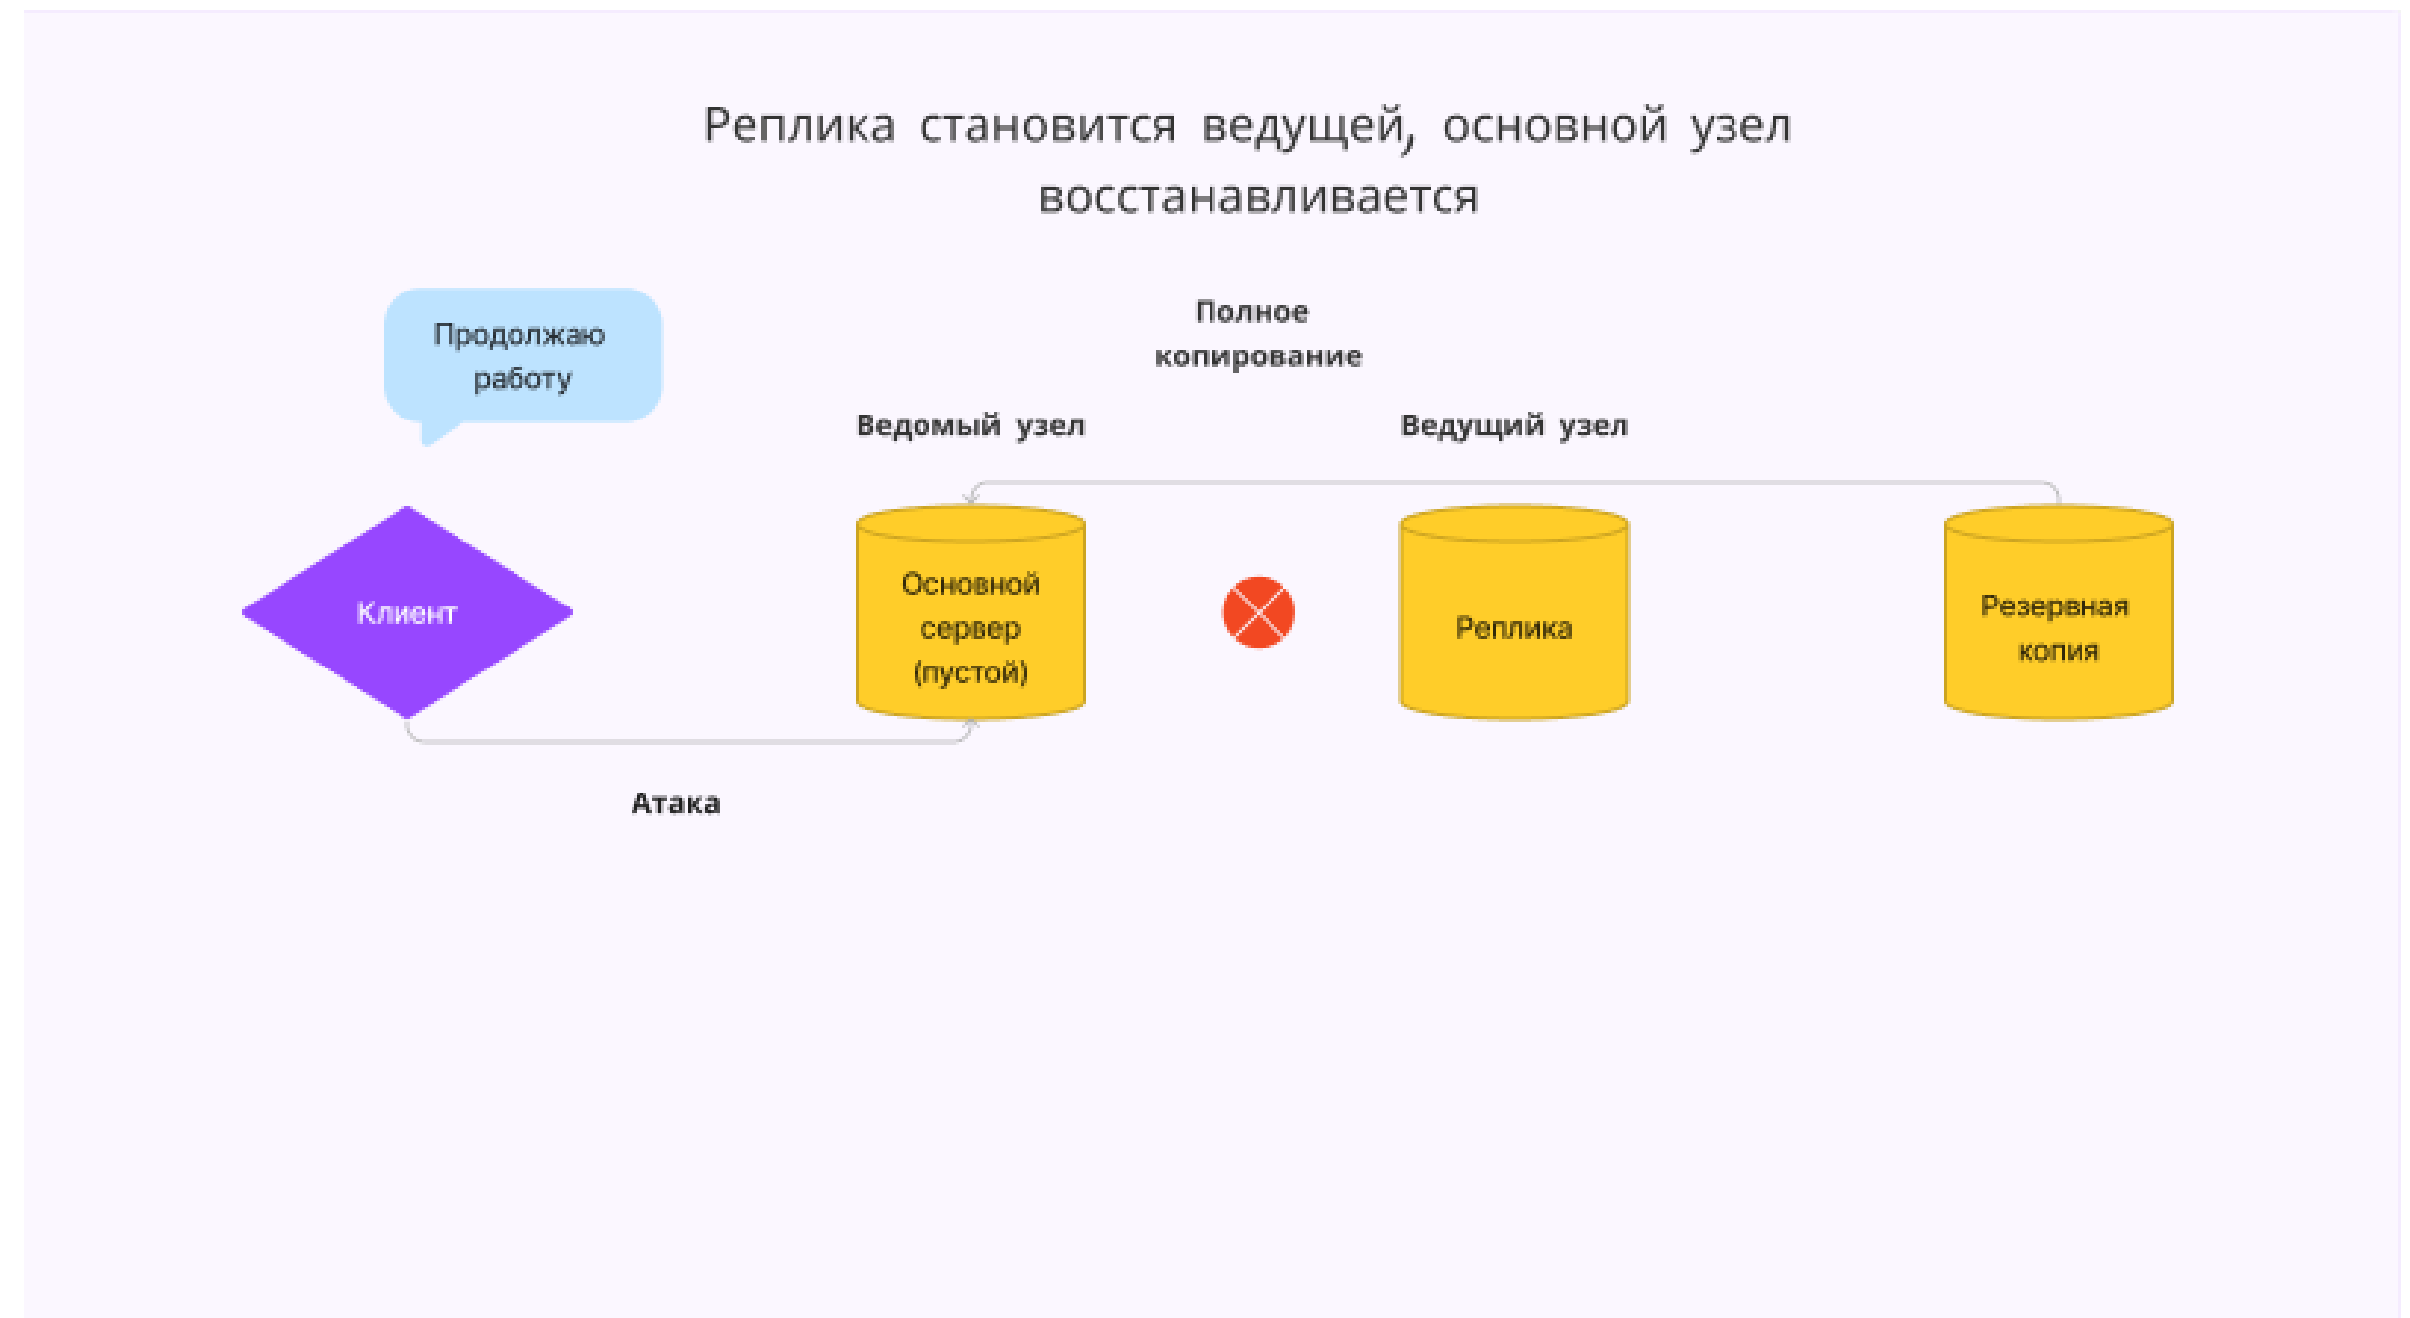 Реплика становится ведущей, основной узел
восстанавливается
Продолжаю
работу
Полное
копирование
Ведомый узел
Ведущий узел
Клиент
Основной
сервер
(пустой)
Реплика
Резервная
копия
Атака